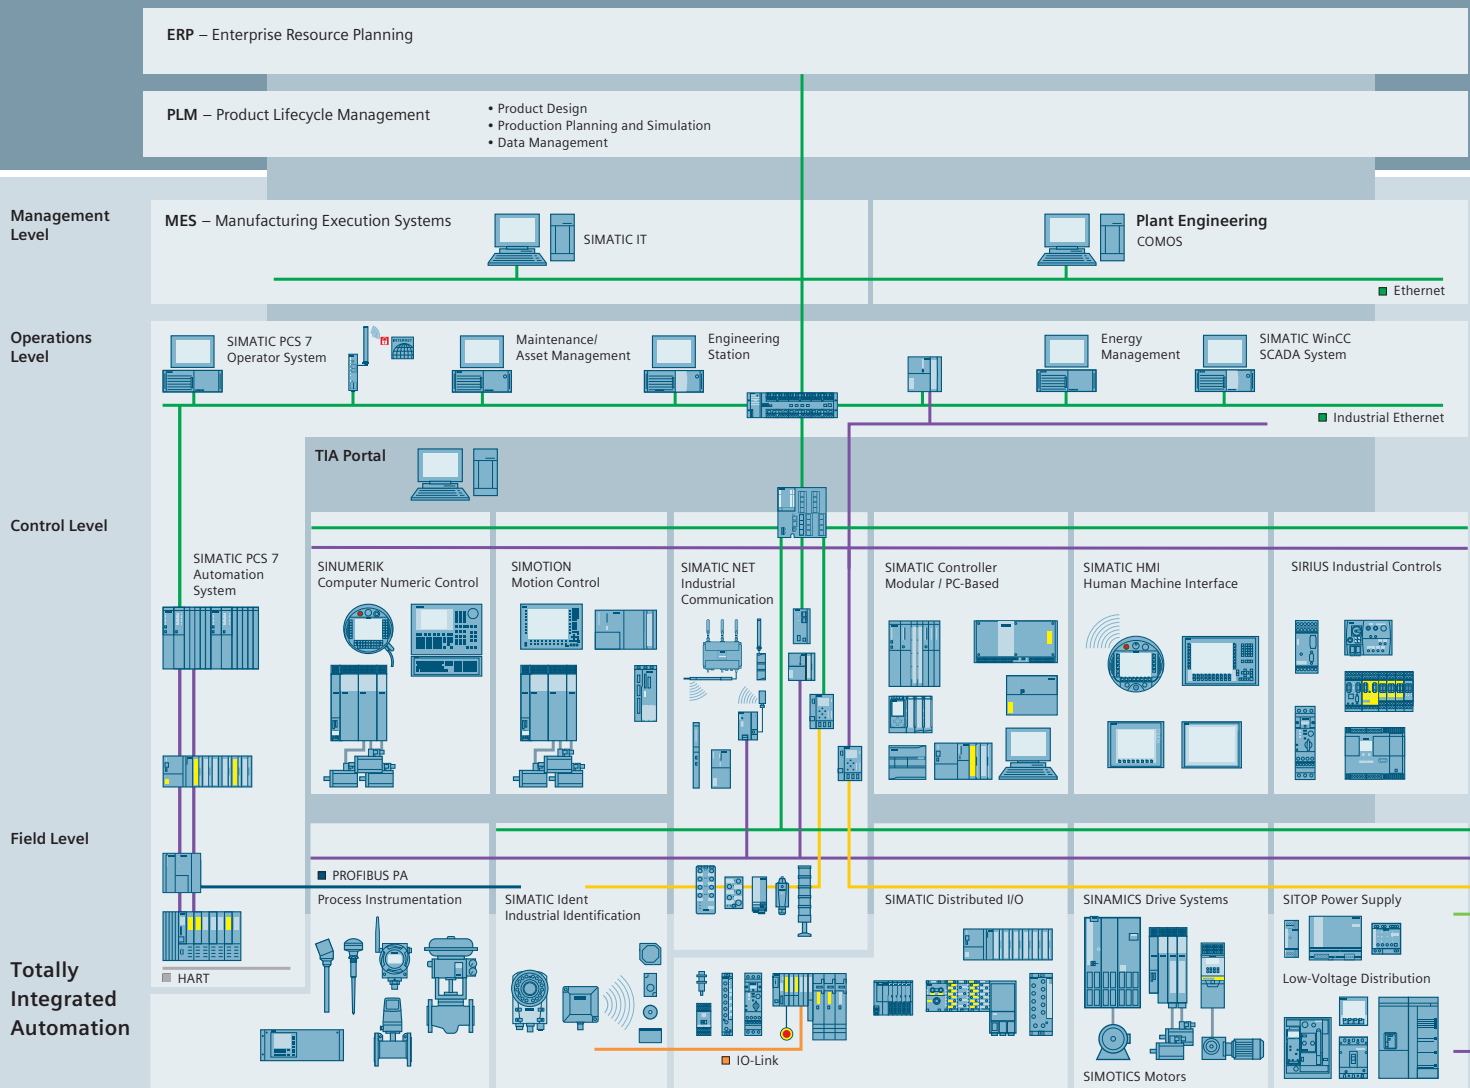 ERP – Enterprise Resource Planning
PLM – Product Lifecycle Management
• Product Design
• Production Planning and Simulation
• Data Management
Management
Level
MES – Manufacturing Execution Systems
SIMATIC IT
Plant Engineering
COMOS
Ethernet
Operations
Level
SIMATIC PCS 7
Operator System
Maintenance/
Asset Management
Engineering
Station
Energy
Management
SIMATIC WinCC
SCADA System
Industrial Ethernet
TIA Portal
Control Level
SIMATIC PCS 7
Automation
System
SINUMERIK
Computer Numeric Control
SIMOTION
Motion Control
SIMATIC NET
Industrial
Communication
SIMATIC Controller
Modular / PC-Based
SIMATIC HMI
Human Machine Interface
SIRIUS Industrial Controls
Field Level
PROFIBUS PA
Process Instrumentation
SIMATIC Ident
Industrial Identification
SIMATIC Distributed I/O
SINAMICS Drive Systems
SITOP Power Supply
HART
Low-Voltage Distribution
Totally
Integrated
Automation
IO-Link
SIMOTICS Motors